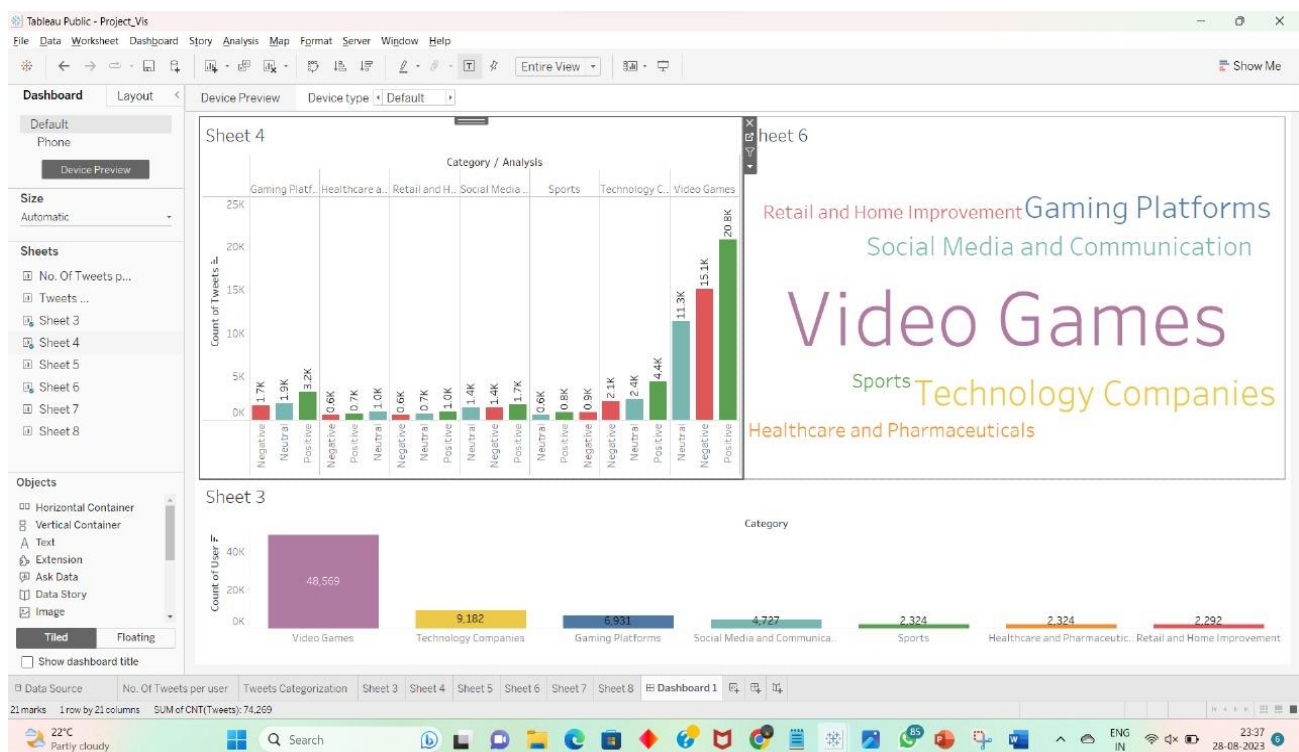 Tableau Public - Project_Vis
File Data Worksheet Dashboard Story Analysis Map Format Server Window Help
Entire View
Show Me
Dashboard Layout
Device Preview Device type Default
Default
Phone
Device Preview
Size
Automatic
Sheets
No. Of Tweets p...
Tweets ...
Sheet 3
Sheet 4
Sheet 5
Sheet 6
Sheet 7
Sheet 8
Objects
Horizontal Container
Vertical Container
Text
Extension
Ask Data
Data Story
Image
Tiled Floating
Show dashboard title
Sheet 4
Category / Analysis
Gaming Platf.. Healthcare a.. Retail and H.. Social Media .. Sports Technology C.. Video Games
Count of Tweets
25K
20K
15K
10K
5K
0K
1.7K 1.9K 3.2K 0.6K 0.7K 1.0K 0.6K 0.7K 1.0K 1.4K 1.4K 1.7K 0.6K 0.8K 0.9K 2.1K 2.4K 4.4K 11.3K 15.1K 20.8K
Negative Neutral Positive Negative Positive Neutral Negative Neutral Positive Neutral Negative Positive Neutral Positive Negative Negative Neutral Positive Neutral Negative Positive
heet 6
Retail and Home Improvement Gaming Platforms
Social Media and Communication
Video Games
Sports Technology Companies
Healthcare and Pharmaceuticals
Sheet 3
Category
Count of User
40K
20K
0K
48,569
9,182
6,931
4,727
2,324
2,324
2,292
Video Games Technology Companies Gaming Platforms Social Media and Communica.. Sports Healthcare and Pharmaceutic.. Retail and Home Improvement
Data Source No. Of Tweets per user Tweets Categorization Sheet 3 Sheet 4 Sheet 5 Sheet 6 Sheet 7 Sheet 8 Dashboard 1
21 marks 1 row by 21 columns SUM of CNT(Tweets): 74,269
22°C
Partly cloudy
Search
85
ENG
IN
23:37
28-08-2023
6